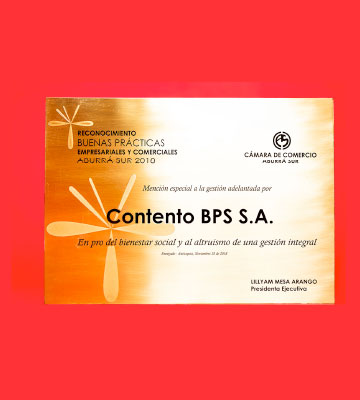 RECONOCIMIENTO
BUENAS PRÁCTICAS
EMPRESARIALES Y COMERCIALES
ABURRÁ SUR 2018
CÁMARA DE COMERCIO
ABURRÁ SUR
Mención especial a la gestión adelantada por
Contento BPS S.A.
En pro del bienestar social y al altruismo de una gestión integral
LILLYAM MESA ARANGO
Presidenta Ejecutiva